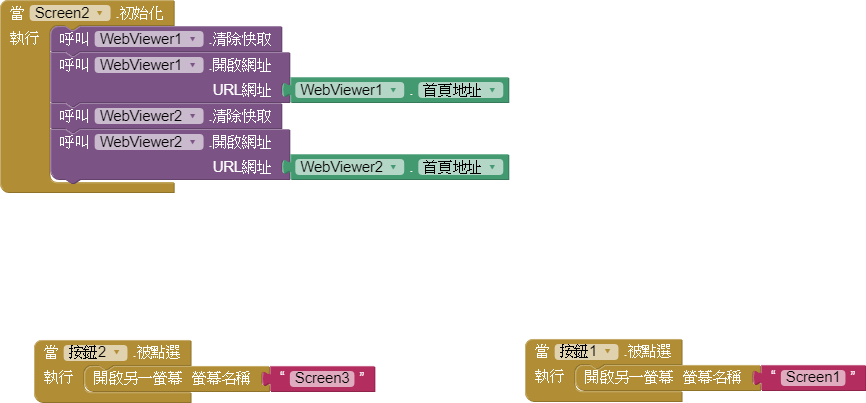 當 Screen2 .初始化
執行 呼叫 WebViewer1 .清除快取
呼叫 WebViewer1 .開啟網址
URL網址 WebViewer1 . 首頁地址
呼叫 WebViewer2 .清除快取
呼叫 WebViewer2 .開啟網址
URL網址 WebViewer2 . 首頁地址
當 按鈕2 .被點選
執行 開啟另一螢幕 螢幕名稱 “ Screen3 ”
當 按鈕1 .被點選
執行 開啟另一螢幕 螢幕名稱 “ Screen1 ”